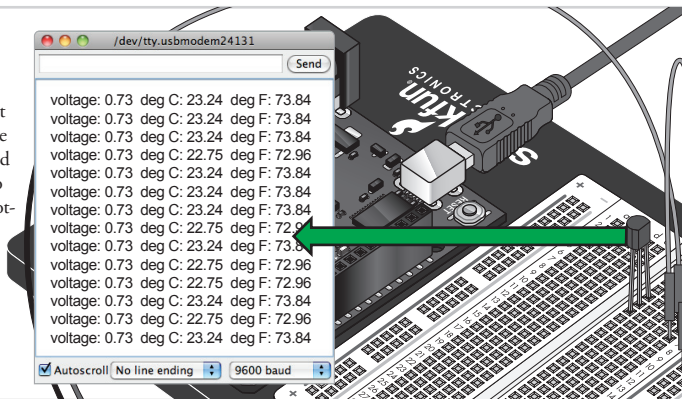 /dev/tty.usbmodem24131
Send
voltage: 0.73 deg C: 23.24 deg F: 73.84
voltage: 0.73 deg C: 23.24 deg F: 73.84
voltage: 0.73 deg C: 23.24 deg F: 73.84
voltage: 0.73 deg C: 22.75 deg F: 72.96
voltage: 0.73 deg C: 23.24 deg F: 73.84
voltage: 0.73 deg C: 23.24 deg F: 73.84
voltage: 0.73 deg C: 23.24 deg F: 73.84
voltage: 0.73 deg C: 22.75 deg F: 72.9
voltage: 0.73 deg C: 23.24 deg F: 73.8
voltage: 0.73 deg C: 22.75 deg F: 72.96
voltage: 0.73 deg C: 22.75 deg F: 72.96
voltage: 0.73 deg C: 23.24 deg F: 73.84
voltage: 0.73 deg C: 22.75 deg F: 72.96
voltage: 0.73 deg C: 23.24 deg F: 73.84
Autoscroll No line ending 9600 baud
RESET